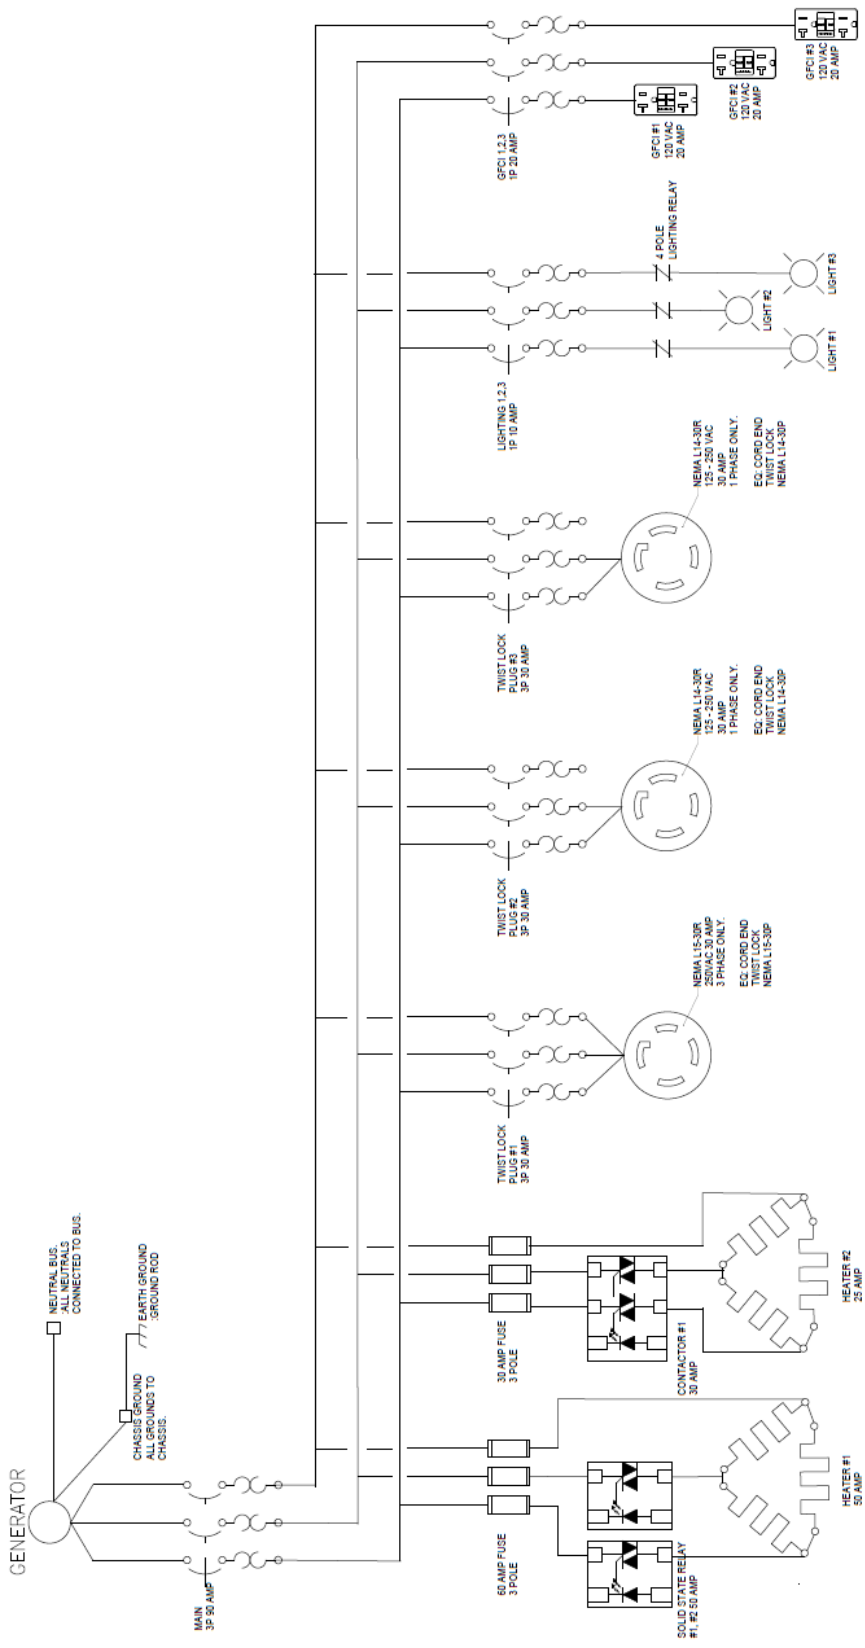 GENERATOR
NEUTRAL BUS.
ALL NEUTRALS
CONNECTED TO BUS.
EARTH GROUND
GROUND ROD
CHASSIS GROUND
ALL GROUNDS TO
CHASSIS.
MAIN
3P 90 AMP
60 AMP FUSE
3 POLE
SOLID STATE RELAY
#1, #2 50 AMP
HEATER #1
50 AMP
30 AMP FUSE
3 POLE
CONTACTOR #1
30 AMP
HEATER #2
25 AMP
TWIST LOCK
PLUG #1
3P 30 AMP
NEMA L15-30R
250VAC 30 AMP
3 PHASE ONLY.
EQ: CORD END
TWIST LOCK
NEMA L15-30P
TWIST LOCK
PLUG #2
3P 30 AMP
NEMA L14-30R
125 - 250 VAC
30 AMP
1 PHASE ONLY.
EQ: CORD END
TWIST LOCK
NEMA L14-30P
TWIST LOCK
PLUG #3
3P 30 AMP
NEMA L14-30R
125 - 250 VAC
30 AMP
1 PHASE ONLY.
EQ: CORD END
TWIST LOCK
NEMA L14-30P
LIGHTING 1,2,3
1P 10 AMP
4 POLE
LIGHTING RELAY
LIGHT #1
LIGHT #2
LIGHT #3
GFCI 1,2,3
1P 20 AMP
GFCI #1
120 VAC
20 AMP
GFCI #2
120 VAC
20 AMP
GFCI #3
120 VAC
20 AMP